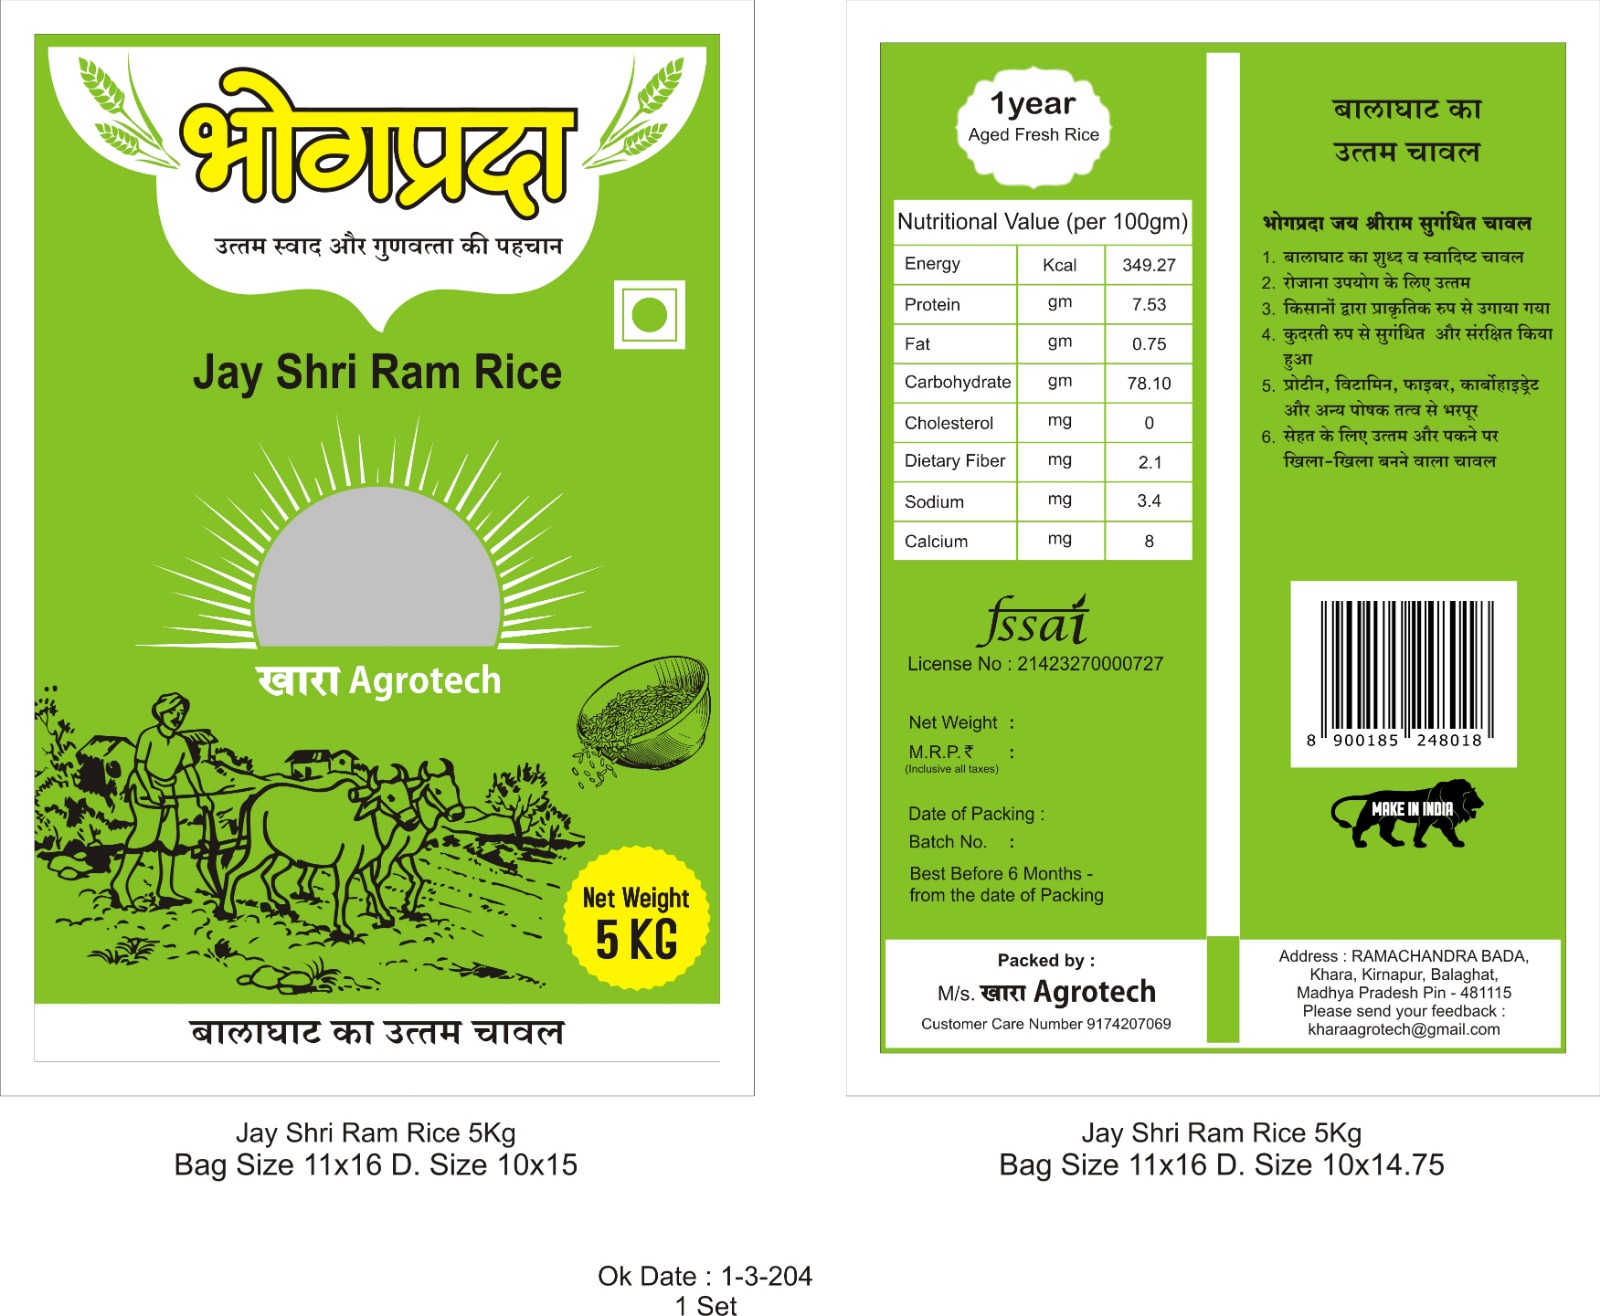 भोगप्रदा
उत्तम स्वाद और गुणवत्ता की पहचान
Jay Shri Ram Rice
खारा Agrotech
Net Weight
5 KG
बालाघाट का उत्तम चावल
Jay Shri Ram Rice 5Kg
Bag Size 11x16 D. Size 10x15
1year
Aged Fresh Rice
Nutritional Value (per 100gm)
Energy Kcal 349.27
Protein gm 7.53
Fat gm 0.75
Carbohydrate gm 78.10
Cholesterol mg 0
Dietary Fiber mg 2.1
Sodium mg 3.4
Calcium mg 8
fssai
License No : 21423270000727
Net Weight :
M.R.P.₹ :
(Inclusive all taxes)
Date of Packing :
Batch No. :
Best Before 6 Months -
from the date of Packing
Packed by :
M/s. खारा Agrotech
Customer Care Number 9174207069
बालाघाट का
उत्तम चावल
भोगप्रदा जय श्रीराम सुगंधित चावल
1. बालाघाट का शुध्द व स्वादिष्ट चावल
2. रोजाना उपयोग के लिए उत्तम
3. किसानों द्वारा प्राकृतिक रुप से उगाया गया
4. कुदरती रुप से सुगंधित और संरक्षित किया
हुआ
5. प्रोटीन, विटामिन, फाइबर, कार्बोहाइड्रेट
और अन्य पोषक तत्व से भरपूर
6. सेहत के लिए उत्तम और पकने पर
खिला-खिला बनने वाला चावल
8 900185 248018
MAKE IN INDIA
Address : RAMACHANDRA BADA,
Khara, Kirnapur, Balaghat,
Madhya Pradesh Pin - 481115
Please send your feedback :
kharaagrotech@gmail.com
Jay Shri Ram Rice 5Kg
Bag Size 11x16 D. Size 10x14.75
Ok Date : 1-3-204
1 Set